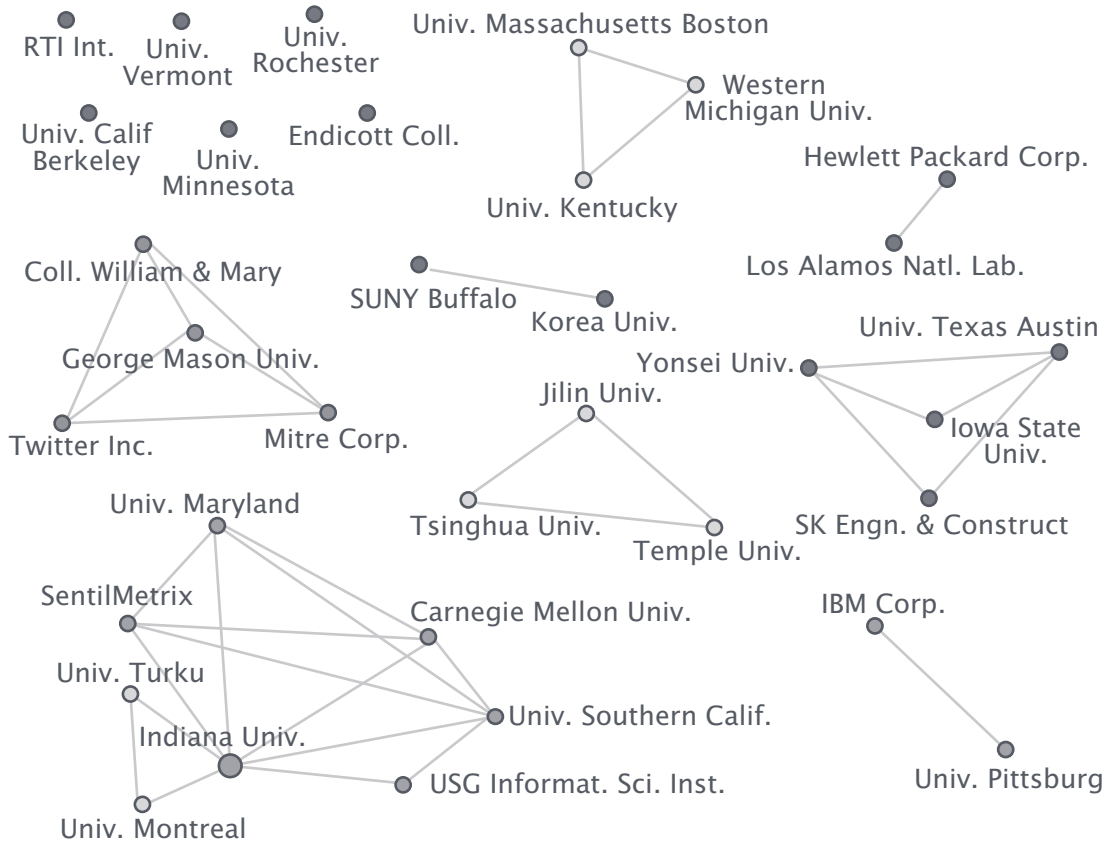 RTI Int.
Univ.
Vermont
Univ.
Rochester
Univ. Massachusetts Boston
Western
Michigan Univ.
Univ. Calif
Berkeley
Univ.
Minnesota
Endicott Coll.
Hewlett Packard Corp.
Univ. Kentucky
Coll. William & Mary
Los Alamos Natl. Lab.
SUNY Buffalo
Korea Univ.
George Mason Univ.
Univ. Texas Austin
Yonsei Univ.
Jilin Univ.
Twitter Inc.
Mitre Corp.
Iowa State
Univ.
Univ. Maryland
Tsinghua Univ.
Temple Univ.
SK Engn. & Construct
SentilMetrix
Carnegie Mellon Univ.
IBM Corp.
Univ. Turku
Indiana Univ.
Univ. Southern Calif.
USG Informat. Sci. Inst.
Univ. Pittsburg
Univ. Montreal